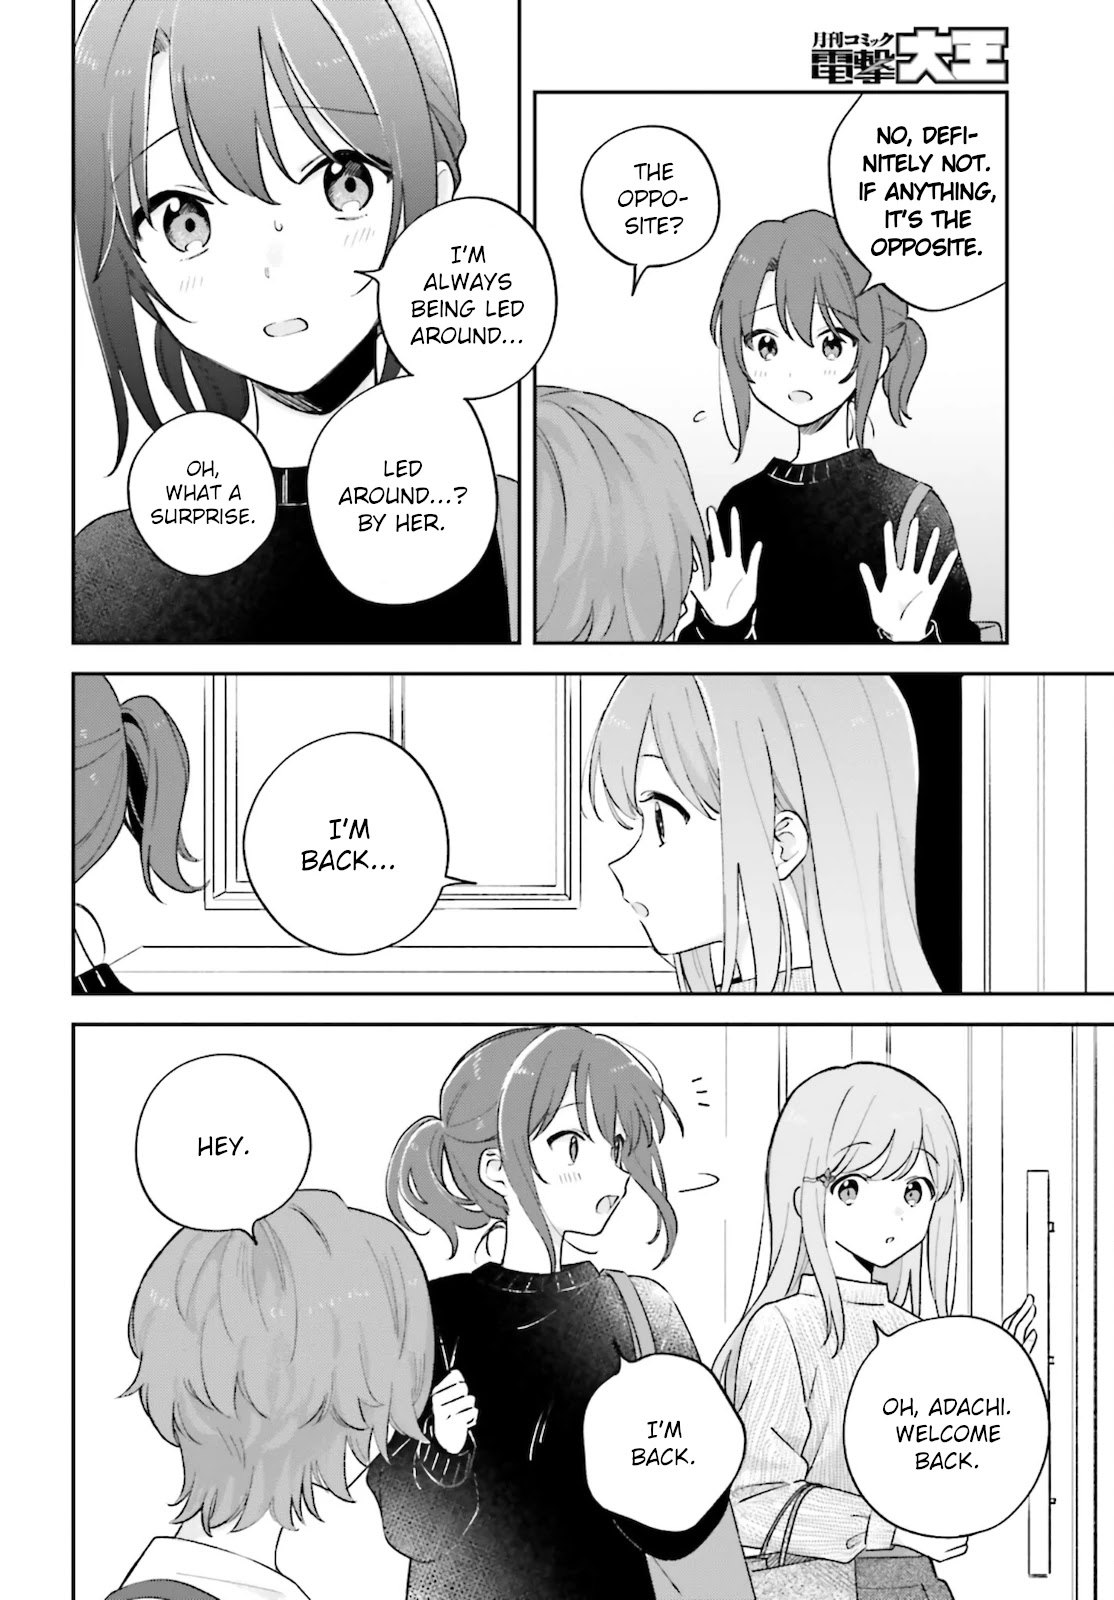 月刊コミック
電撃大王
NO, DEFI-
NITELY NOT.
IF ANYTHING,
IT'S THE
OPPOSITE.
THE
OPPO-
SITE?
I'M
ALWAYS
BEING LED
AROUND...
LED
AROUND...?
BY HER.
OH,
WHAT A
SURPRISE.
I'M
BACK...
OH, ADACHI.
WELCOME
BACK.
I'M
BACK.
HEY.